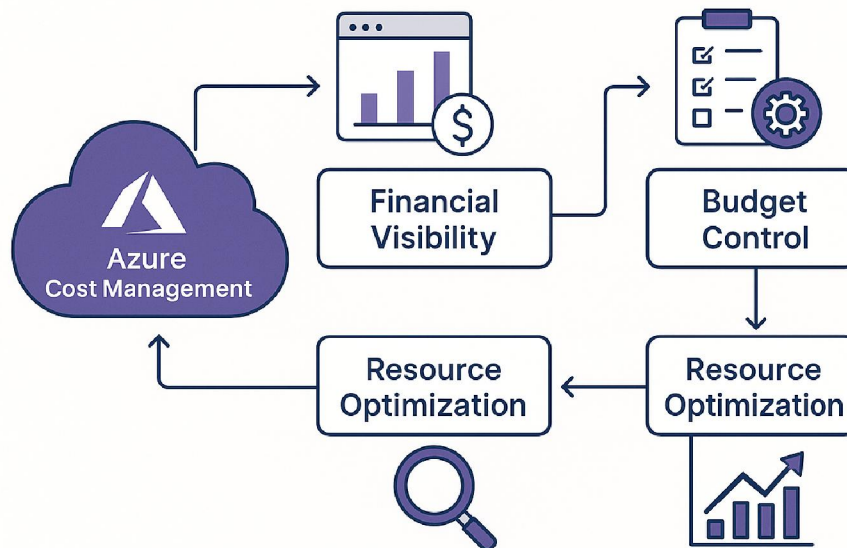 Azure
Cost Management
$
Financial
Visibility
Budget
Control
Resource
Optimization
Resource
Optimization